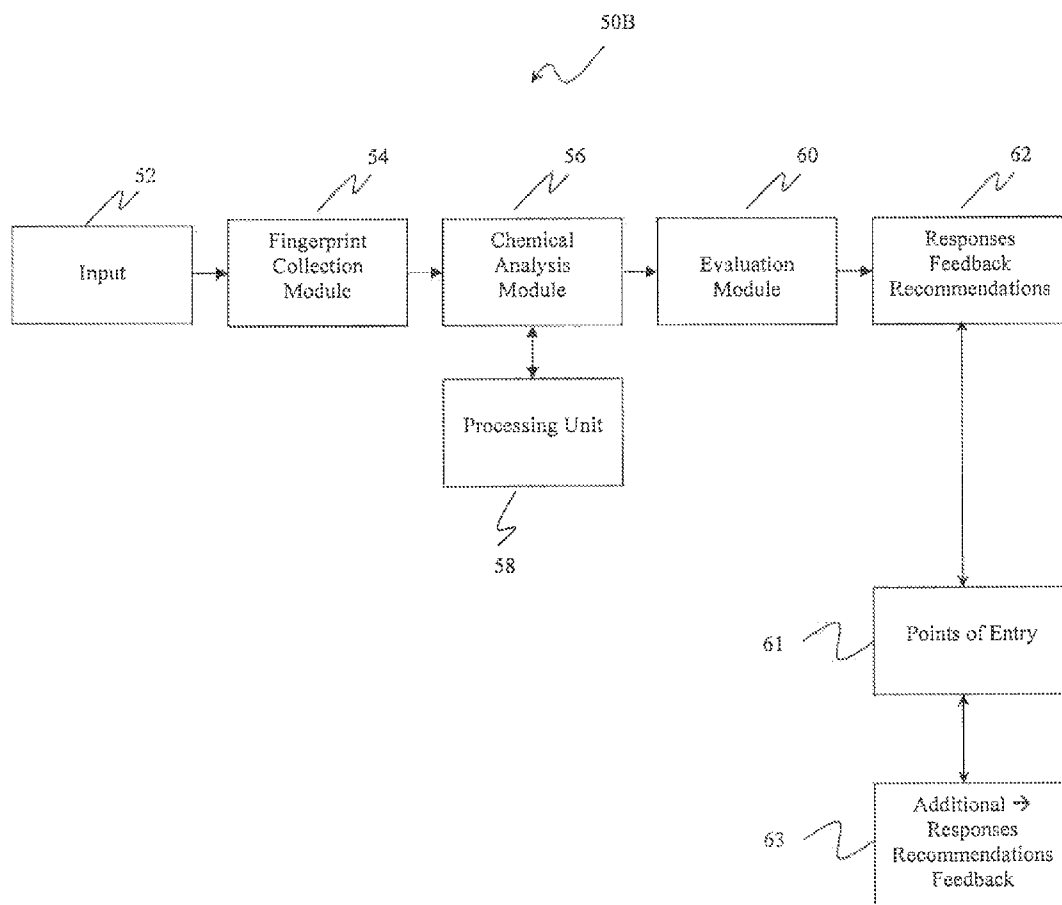 50B
52
54
56
60
62
Input
Fingerprint
Collection
Module
Chemical
Analysis
Module
Evaluation
Module
Responses
Feedback
Recommendations
Processing Unit
58
61
Points of Entry
63
Additional →
Responses
Recommendations
Feedback